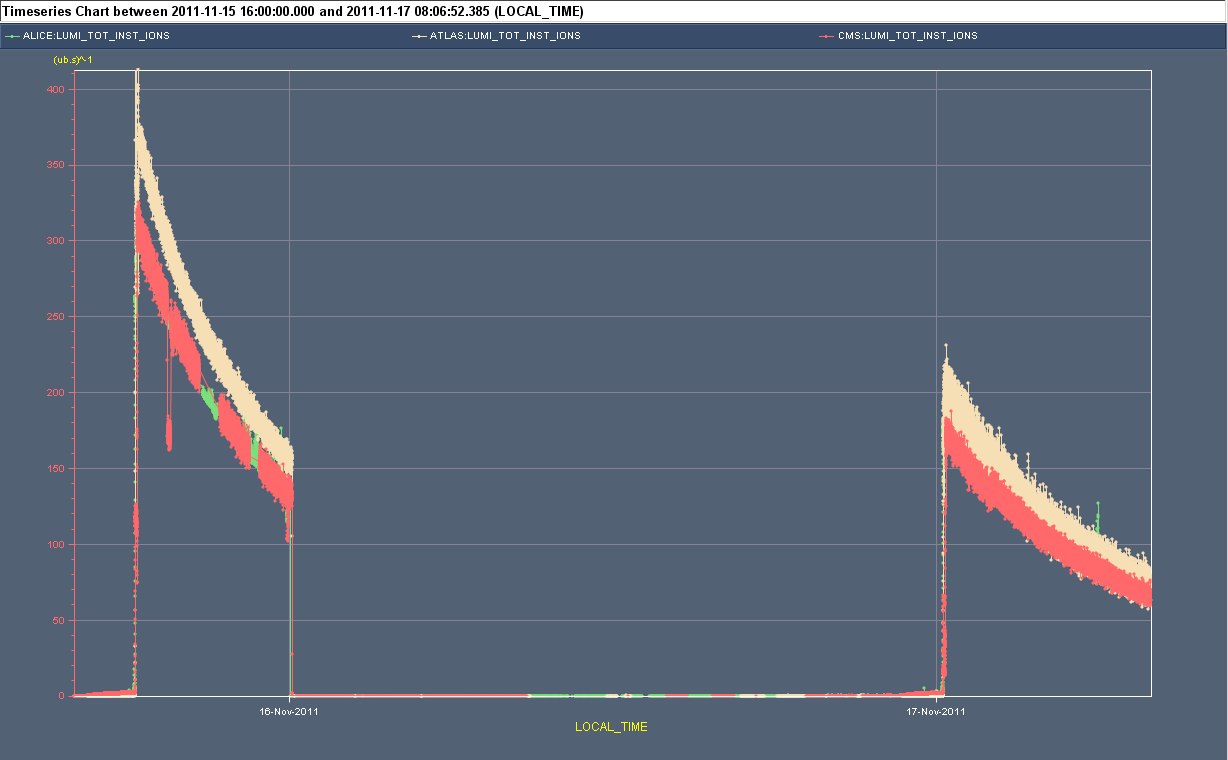 Timeseries Chart between 2011-11-15 16:00:00.000 and 2011-11-17 08:06:52.385 (LOCAL_TIME)
ALICE:LUMI_TOT_INST_IONS ATLAS:LUMI_TOT_INST_IONS CMS:LUMI_TOT_INST_IONS
(ub.s)^-1
400
350
300
250
200
150
100
50
0
16-Nov-2011 17-Nov-2011
LOCAL_TIME